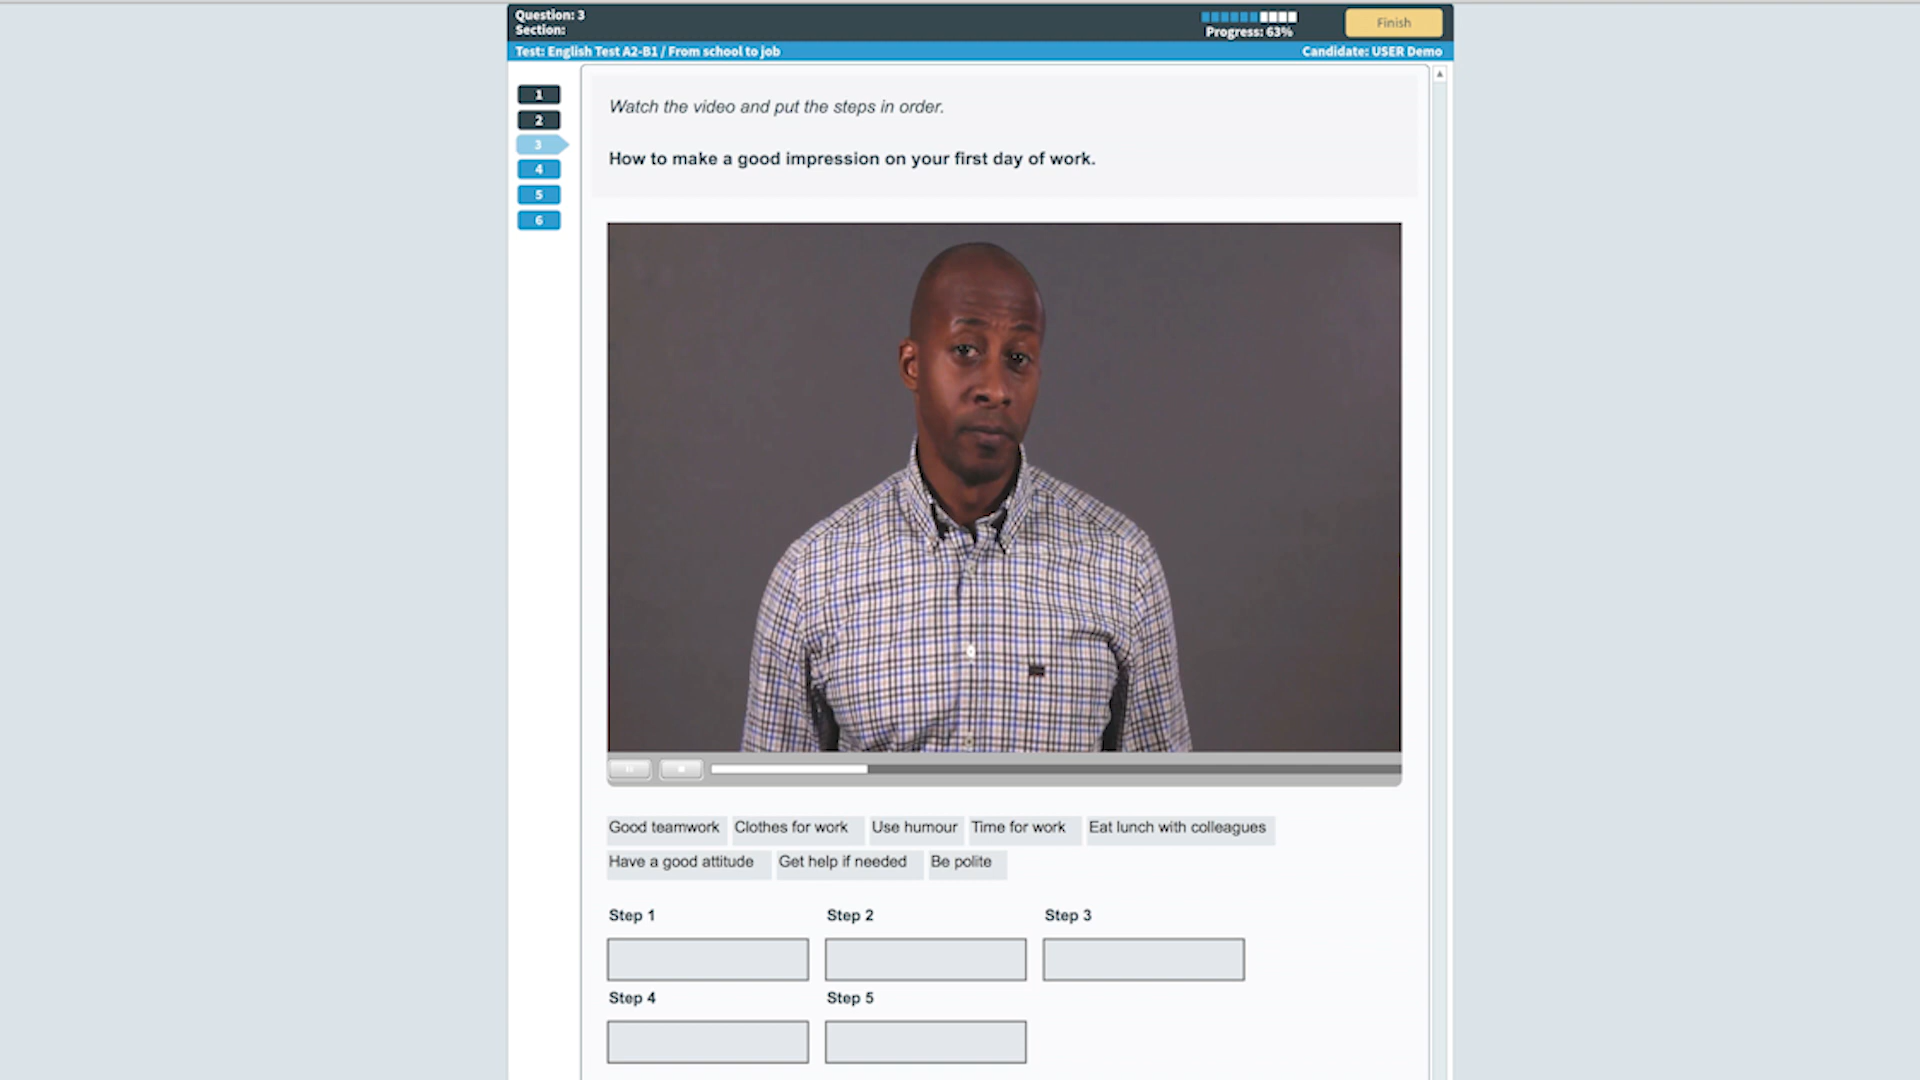 Question: 3
Section:
Progress: 63%
Finish
Test: English Test A2-B1 / From school to job
Candidate: USER Demo
1
2
3
4
5
6
Watch the video and put the steps in order.
How to make a good impression on your first day of work.
Good teamwork Clothes for work Use humour Time for work Eat lunch with colleagues
Have a good attitude Get help if needed Be polite
Step 1 Step 2 Step 3
Step 4 Step 5